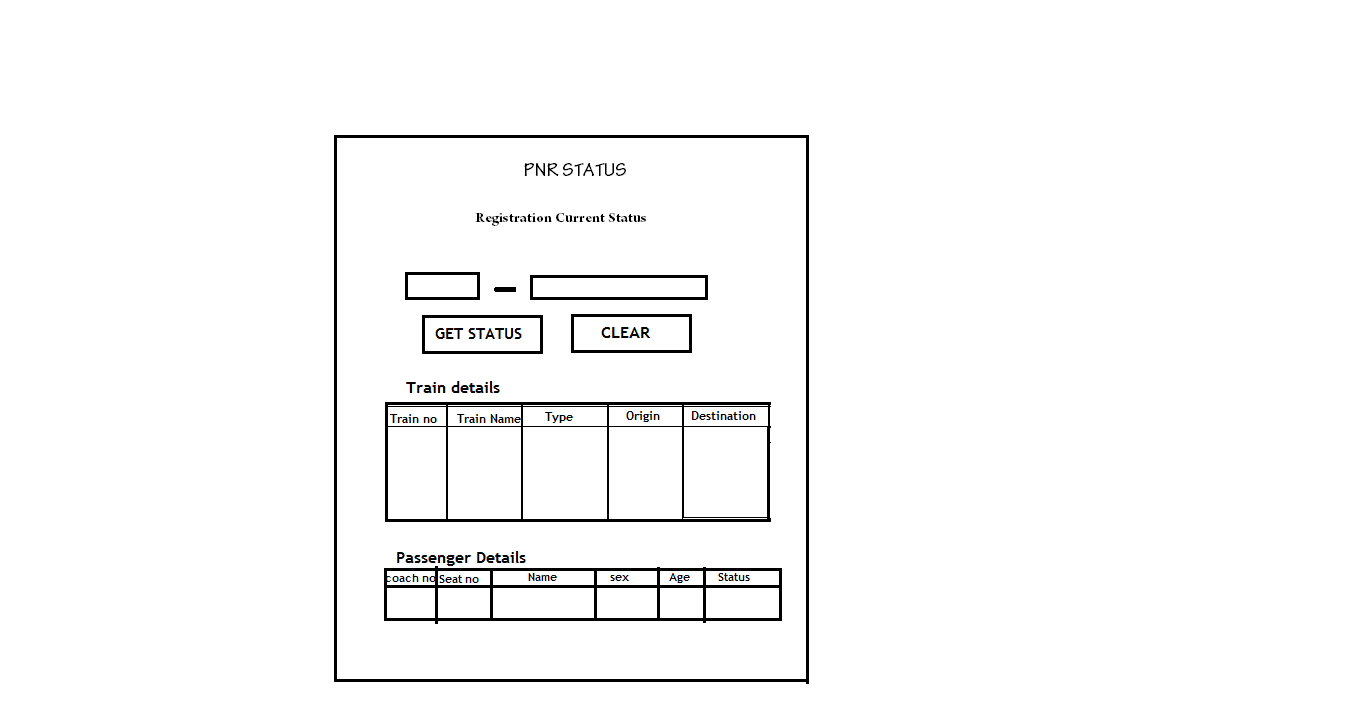 PNR STATUS
Registration Current Status
GET STATUS CLEAR
Train details
Train no Train Name Type Origin Destination
Passenger Details
coach no Seat no Name sex Age Status